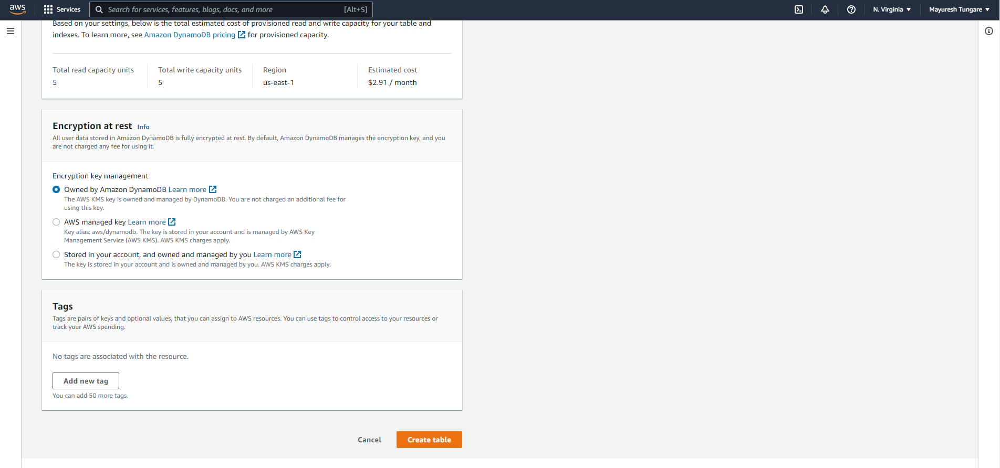 aws
Services
Search for services, features, blogs, docs, and more
[Alt+S]
N. Virginia
Mayuresh Tungare
Based on your settings, below is the total estimated cost of provisioned read and write capacity for your table and
indexes. To learn more, see Amazon DynamoDB pricing for provisioned capacity.
Total read capacity units
5
Total write capacity units
5
Region
us-east-1
Estimated cost
$2.91 / month
Encryption at rest Info
All user data stored in Amazon DynamoDB is fully encrypted at rest. By default, Amazon DynamoDB manages the encryption key, and you
are not charged any fee for using it.
Encryption key management
Owned by Amazon DynamoDB Learn more
The AWS KMS key is owned and managed by DynamoDB. You are not charged an additional fee for
using this key.
AWS managed key Learn more
Key alias: aws/dynamodb. The key is stored in your account and is managed by AWS Key
Management Service (AWS KMS). AWS KMS charges apply.
Stored in your account, and owned and managed by you Learn more
The key is stored in your account and is owned and managed by you. AWS KMS charges apply.
Tags
Tags are pairs of keys and optional values, that you can assign to AWS resources. You can use tags to control access to your resources or
track your AWS spending.
No tags are associated with the resource.
Add new tag
You can add 50 more tags.
Cancel
Create table